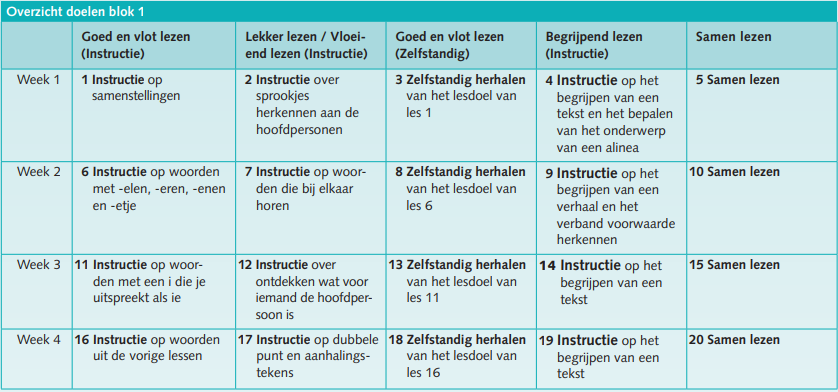 Overzicht doelen blok 1
Goed en vlot lezen
(Instructie)
Lekker lezen / Vloei-
end lezen (Instructie)
Goed en vlot lezen
(Zelfstandig)
Begrijpend lezen
(Instructie)
Samen lezen
Week 1
1 Instructie op
samenstellingen
2 Instructie over
sprookjes
herkennen aan de
hoofdpersonen
3 Zelfstandig herhalen
van het lesdoel van
les 1
4 Instructie op het
begrijpen van een
tekst en het bepalen
van het onderwerp
van een alinea
5 Samen lezen
Week 2
6 Instructie op woorden
met -elen, -eren, -enen
en -etje
7 Instructie op woor-
den die bij elkaar
horen
8 Zelfstandig herhalen
van het lesdoel van
les 6
9 Instructie op het
begrijpen van een
verhaal en het
verband voorwaarde
herkennen
10 Samen lezen
Week 3
11 Instructie op woor-
den met een i die je
uitspreekt als ie
12 Instructie over
ontdekken wat voor
iemand de hoofdper-
soon is
13 Zelfstandig herhalen
van het lesdoel van
les 11
14 Instructie op het
begrijpen van een
tekst
15 Samen lezen
Week 4
16 Instructie op woorden
uit de vorige lessen
17 Instructie op dubbele
punt en aanhalings-
tekens
18 Zelfstandig herhalen
van het lesdoel van
les 16
19 Instructie op het
begrijpen van een
tekst
20 Samen lezen